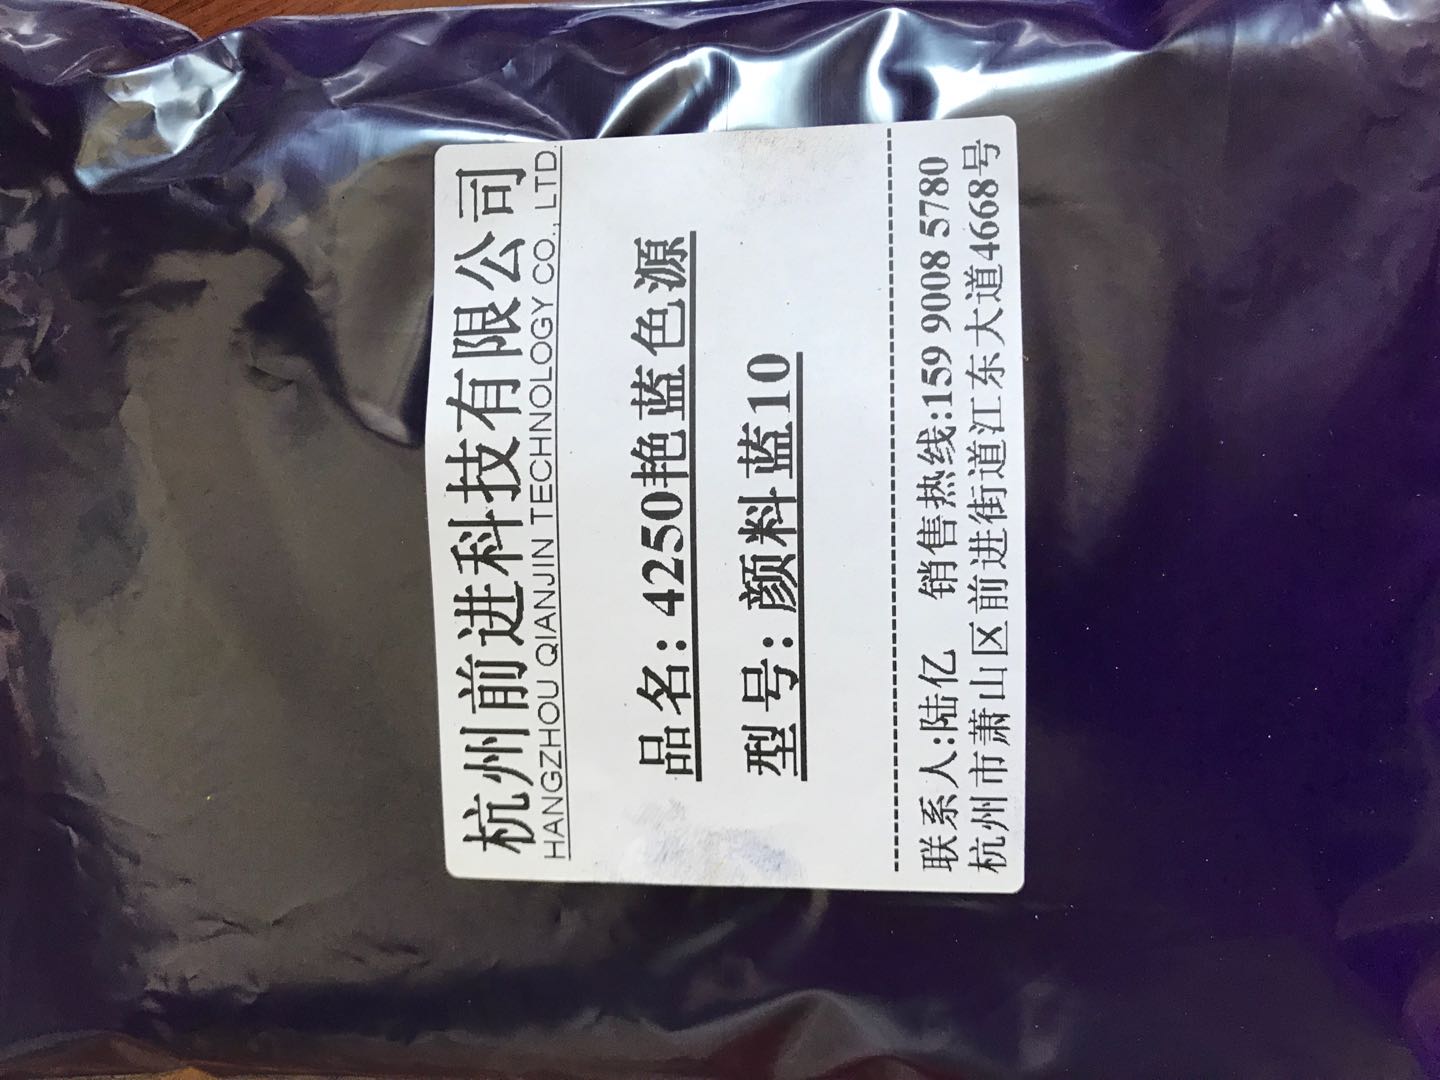 杭州前进科技有限公司
HANGZHOU QIANJIN TECHNOLOGY CO., LTD.
品名：4250艳蓝色源
型号：颜料蓝10
联系人:陆亿 销售热线:159 9008 5780
杭州市萧山区前进街道江东大道4668号